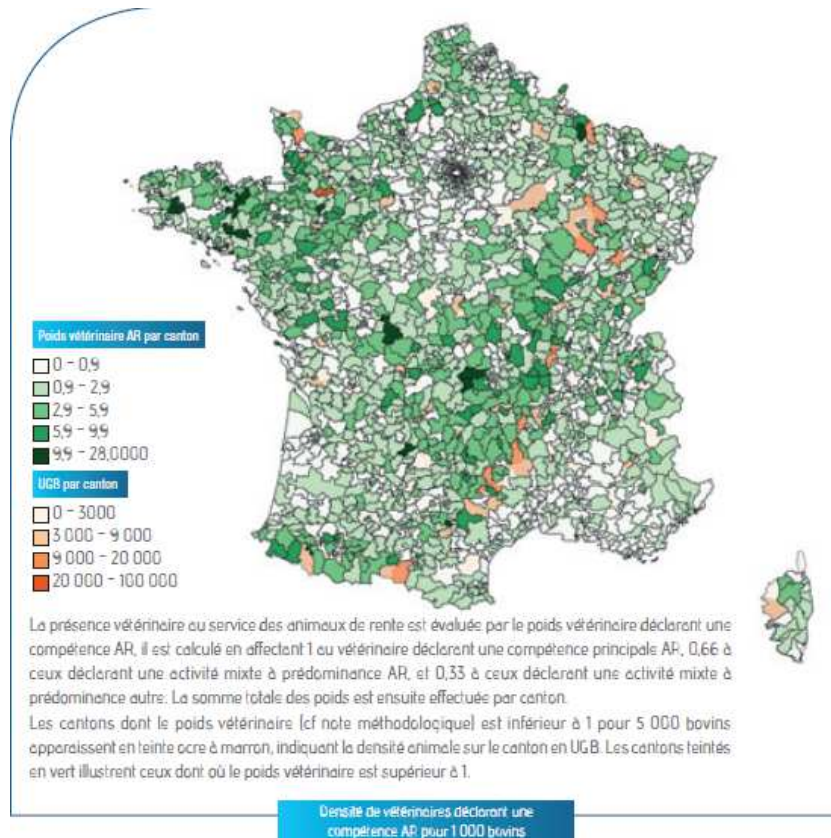 Poids vétérinaire AR par canton
0 – 0,9
0,9 – 2,9
2,9 – 5,9
5,9 – 9,9
9,9 – 28,0000
UGB par canton
0 – 3000
3 000 – 9 000
9 000 – 20 000
20 000 – 100 000
La présence vétérinaire au service des animaux de rente est évaluée par le poids vétérinaire déclarant une
compétence AR, il est calculé en affectant 1 au vétérinaire déclarant une compétence principale AR, 0,66 à
ceux déclarant une activité mixte à prédominance AR, et 0,33 à ceux déclarant une activité mixte à
prédominance autre. La somme totale des poids est ensuite effectuée par canton.
Les cantons dont le poids vétérinaire (cf note méthodologique) est inférieur à 1 pour 5 000 bovins
apparaissent en teinte ocre à marron, indiquant la densité animale sur le canton en UGB. Les cantons teintés
en vert illustrent ceux dont où le poids vétérinaire est supérieur à 1.
Densité de vétérinaires déclarant une
compétence AR pour 1 000 bovins